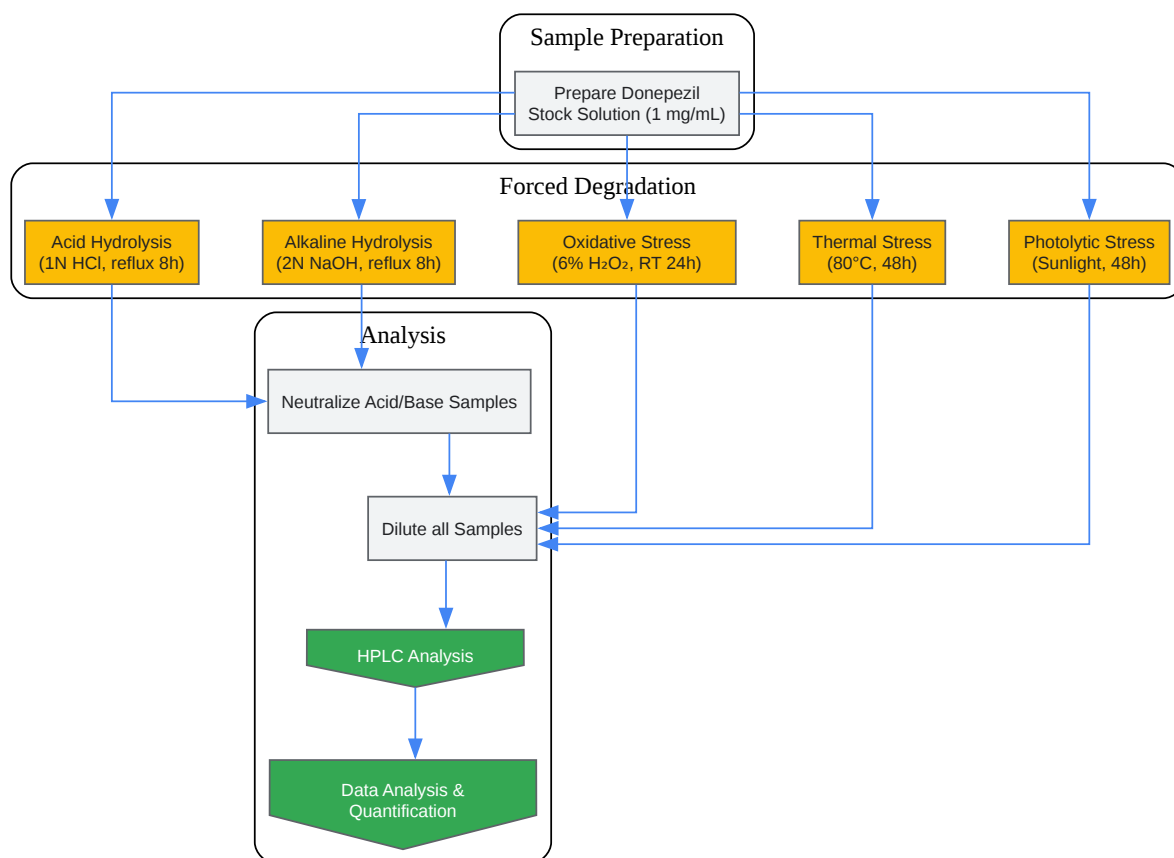 Sample Preparation
Prepare Donepezil
Stock Solution (1 mg/mL)
Forced Degradation
Acid Hydrolysis
(1N HCl, reflux 8h)
Alkaline Hydrolysis
(2N NaOH, reflux 8h)
Oxidative Stress
(6% H₂O₂, RT 24h)
Thermal Stress
(80°C, 48h)
Photolytic Stress
(Sunlight, 48h)
Analysis
Neutralize Acid/Base Samples
Dilute all Samples
HPLC Analysis
Data Analysis &
Quantification